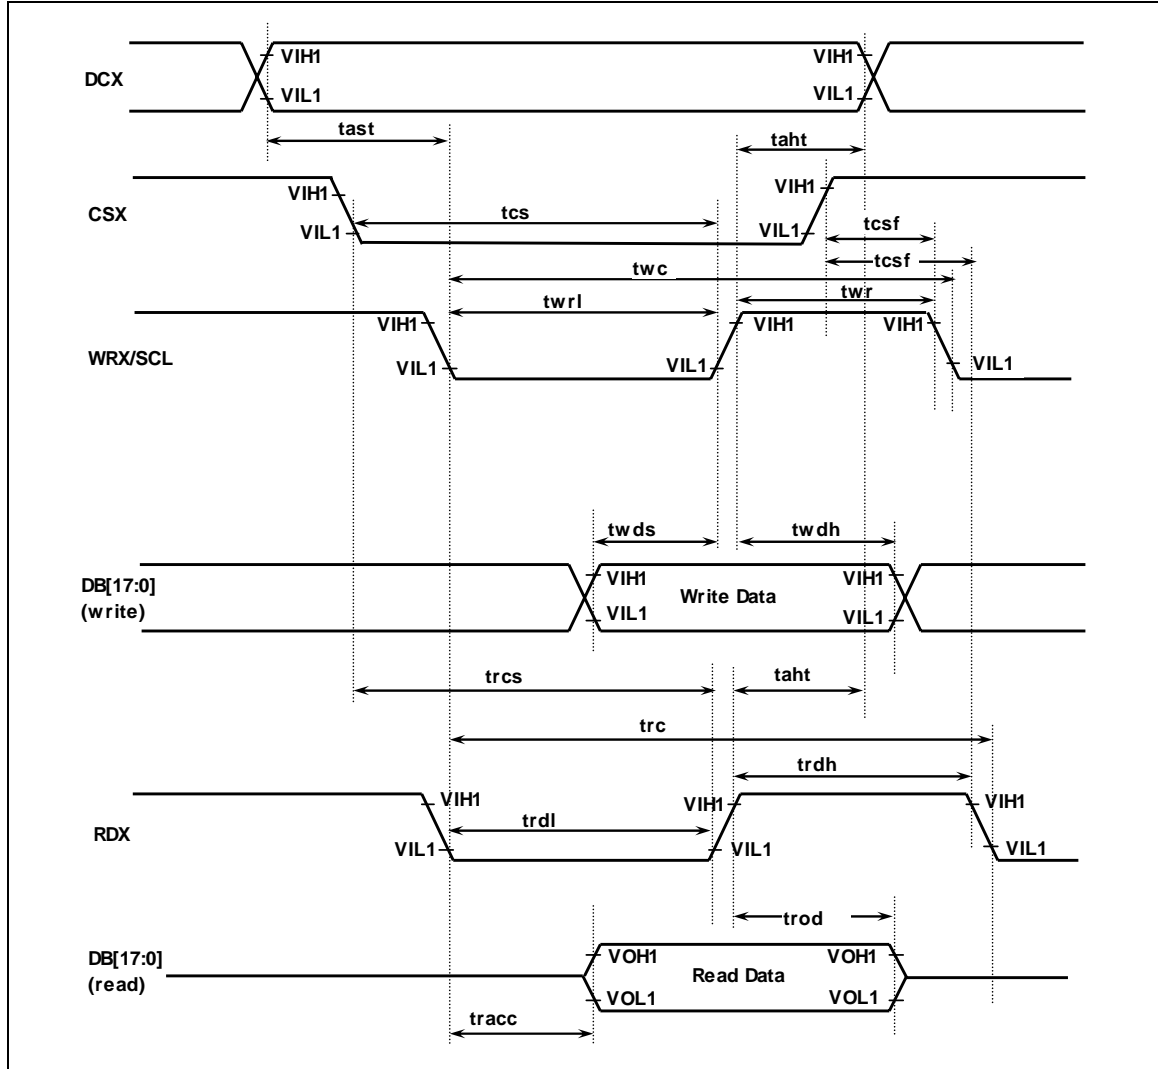 VIH1 VIH1
DCX
VIL1 VIL1
tast
taht
VIH1 VIH1
CSX
tcs
tcsf
VIL1 VIL1
tcsf
twc
twrl twr
VIH1 VIH1 VIH1
WRX/SCL
VIL1 VIL1 VIL1
twds twdh
DB[17:0]
(write)
VIH1 Write Data VIH1
VIL1 VIL1
trcs taht
trc
trdh
VIH1 VIH1 VIH1
RDX
trdl
VIL1 VIL1 VIL1
trod
DB[17:0]
(read)
VOH1 VOH1
Read Data
VOL1 VOL1
tracc